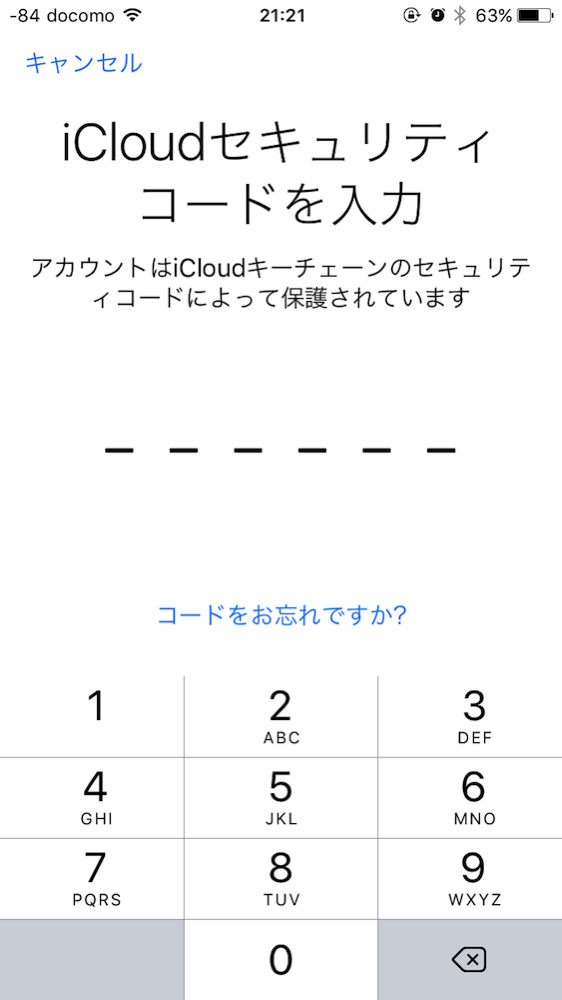 -84 docomo 21:21 63%
キャンセル
iCloudセキュリティ
コードを入力
アカウントはiCloudキーチェーンのセキュリテ
ィコードによって保護されています
コードをお忘れですか?
1 2 3
ABC DEF
4 5 6
GHI JKL MNO
7 8 9
PQRS TUV WXYZ
0